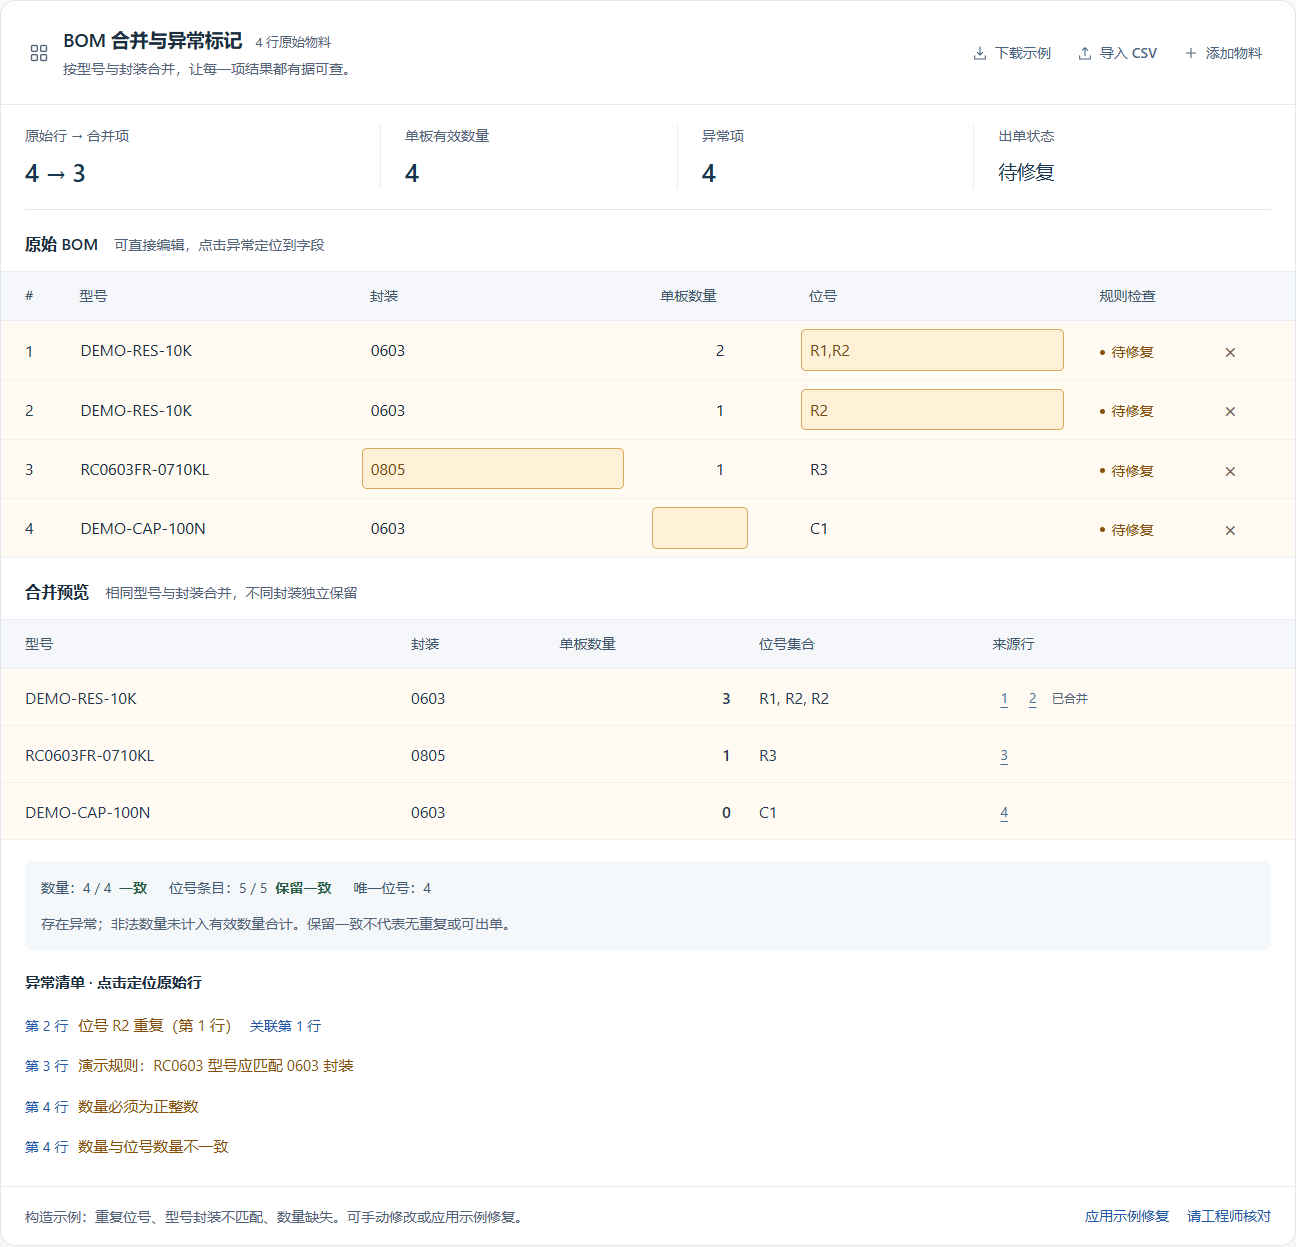 BOM 合并与异常标记 4 行原始物料
按型号与封装合并，让每一项结果都有据可查。
下载示例 导入 CSV 添加物料
原始行 → 合并项 单板有效数量 异常项 出单状态
4 → 3 4 4 待修复
原始 BOM 可直接编辑，点击异常定位到字段
# 型号 封装 单板数量 位号 规则检查
1 DEMO-RES-10K 0603 2 R1,R2 • 待修复 ×
2 DEMO-RES-10K 0603 1 R2 • 待修复 ×
3 RC0603FR-0710KL 0805 1 R3 • 待修复 ×
4 DEMO-CAP-100N 0603 C1 • 待修复 ×
合并预览 相同型号与封装合并，不同封装独立保留
型号 封装 单板数量 位号集合 来源行
DEMO-RES-10K 0603 3 R1, R2, R2 1 2 已合并
RC0603FR-0710KL 0805 1 R3 3
DEMO-CAP-100N 0603 0 C1 4
数量：4 / 4 一致 位号条目：5 / 5 保留一致 唯一位号：4
存在异常；非法数量未计入有效数量合计。保留一致不代表无重复或可出单。
异常清单 · 点击定位原始行
第 2 行 位号 R2 重复（第 1 行） 关联第 1 行
第 3 行 演示规则：RC0603 型号应匹配 0603 封装
第 4 行 数量必须为正整数
第 4 行 数量与位号数量不一致
构造示例：重复位号、型号封装不匹配、数量缺失。可手动修改或应用示例修复。 应用示例修复 请工程师核对